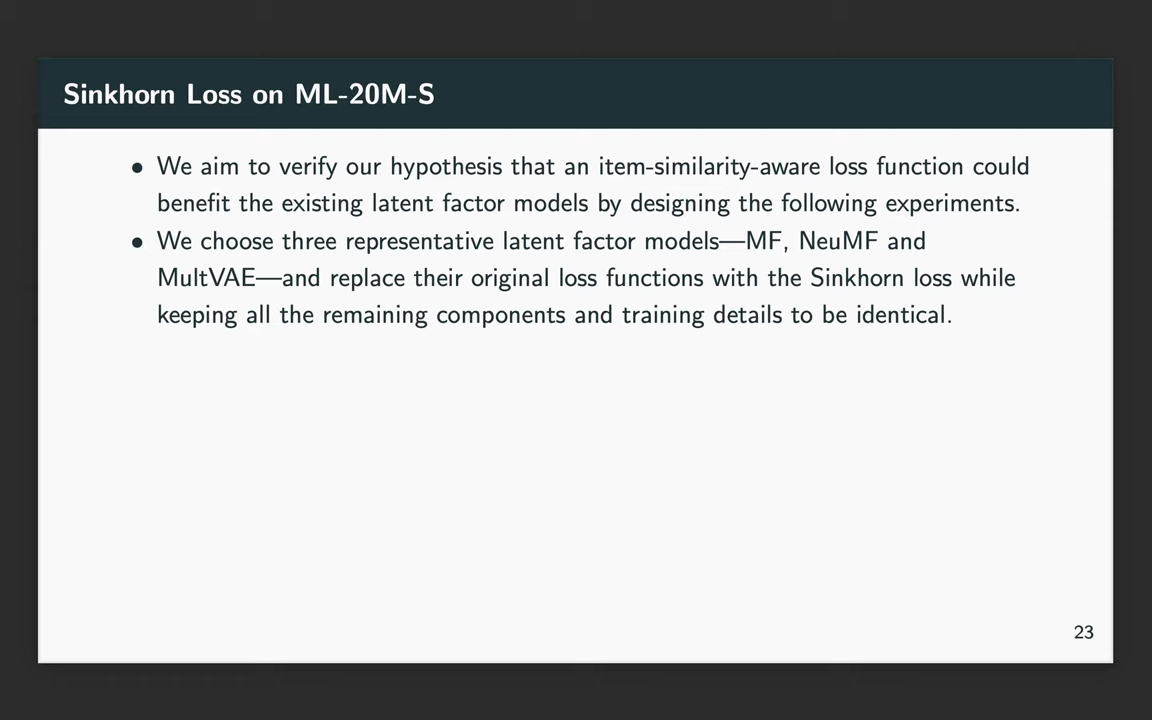 Sinkhorn Loss on ML-20M-S
• We aim to verify our hypothesis that an item-similarity-aware loss function could
benefit the existing latent factor models by designing the following experiments.
• We choose three representative latent factor models—MF, NeuMF and
MultVAE—and replace their original loss functions with the Sinkhorn loss while
keeping all the remaining components and training details to be identical.
23